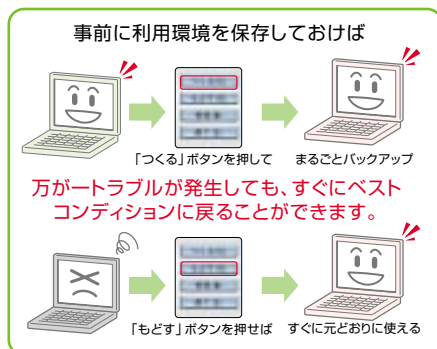 事前に利用環境を保存しておけば
「つくる」ボタンを押して
まるごとバックアップ
万が一トラブルが発生しても、すぐにベスト
コンディションに戻ることができます。
「もどす」ボタンを押せば
すぐに元どおりに使える